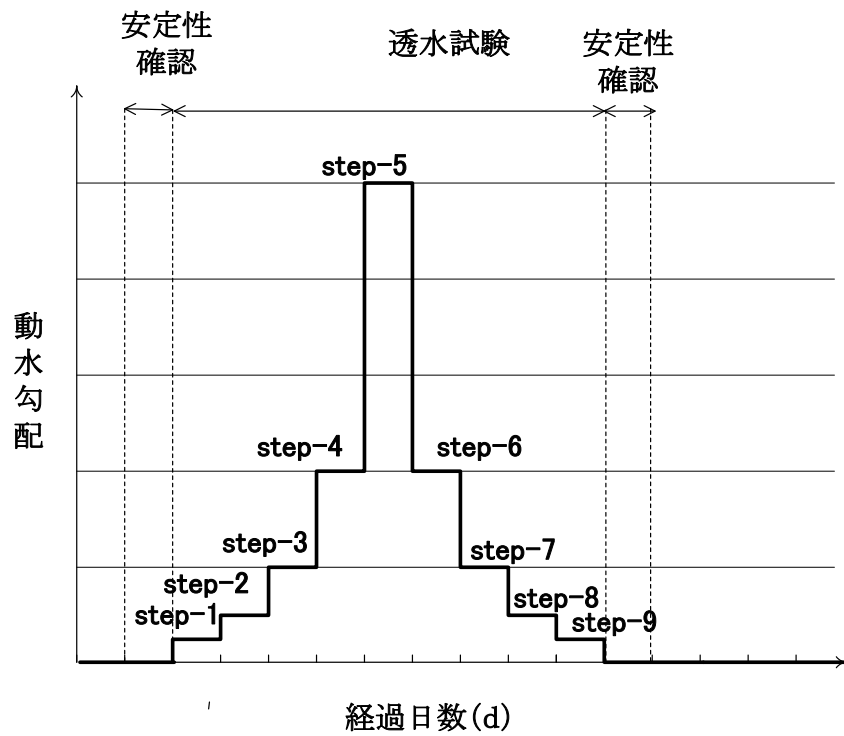 安定性
確認
透水試験
安定性
確認
step-5
動水勾配
step-4
step-6
step-3
step-7
step-2
step-8
step-1
step-9
経過日数(d)